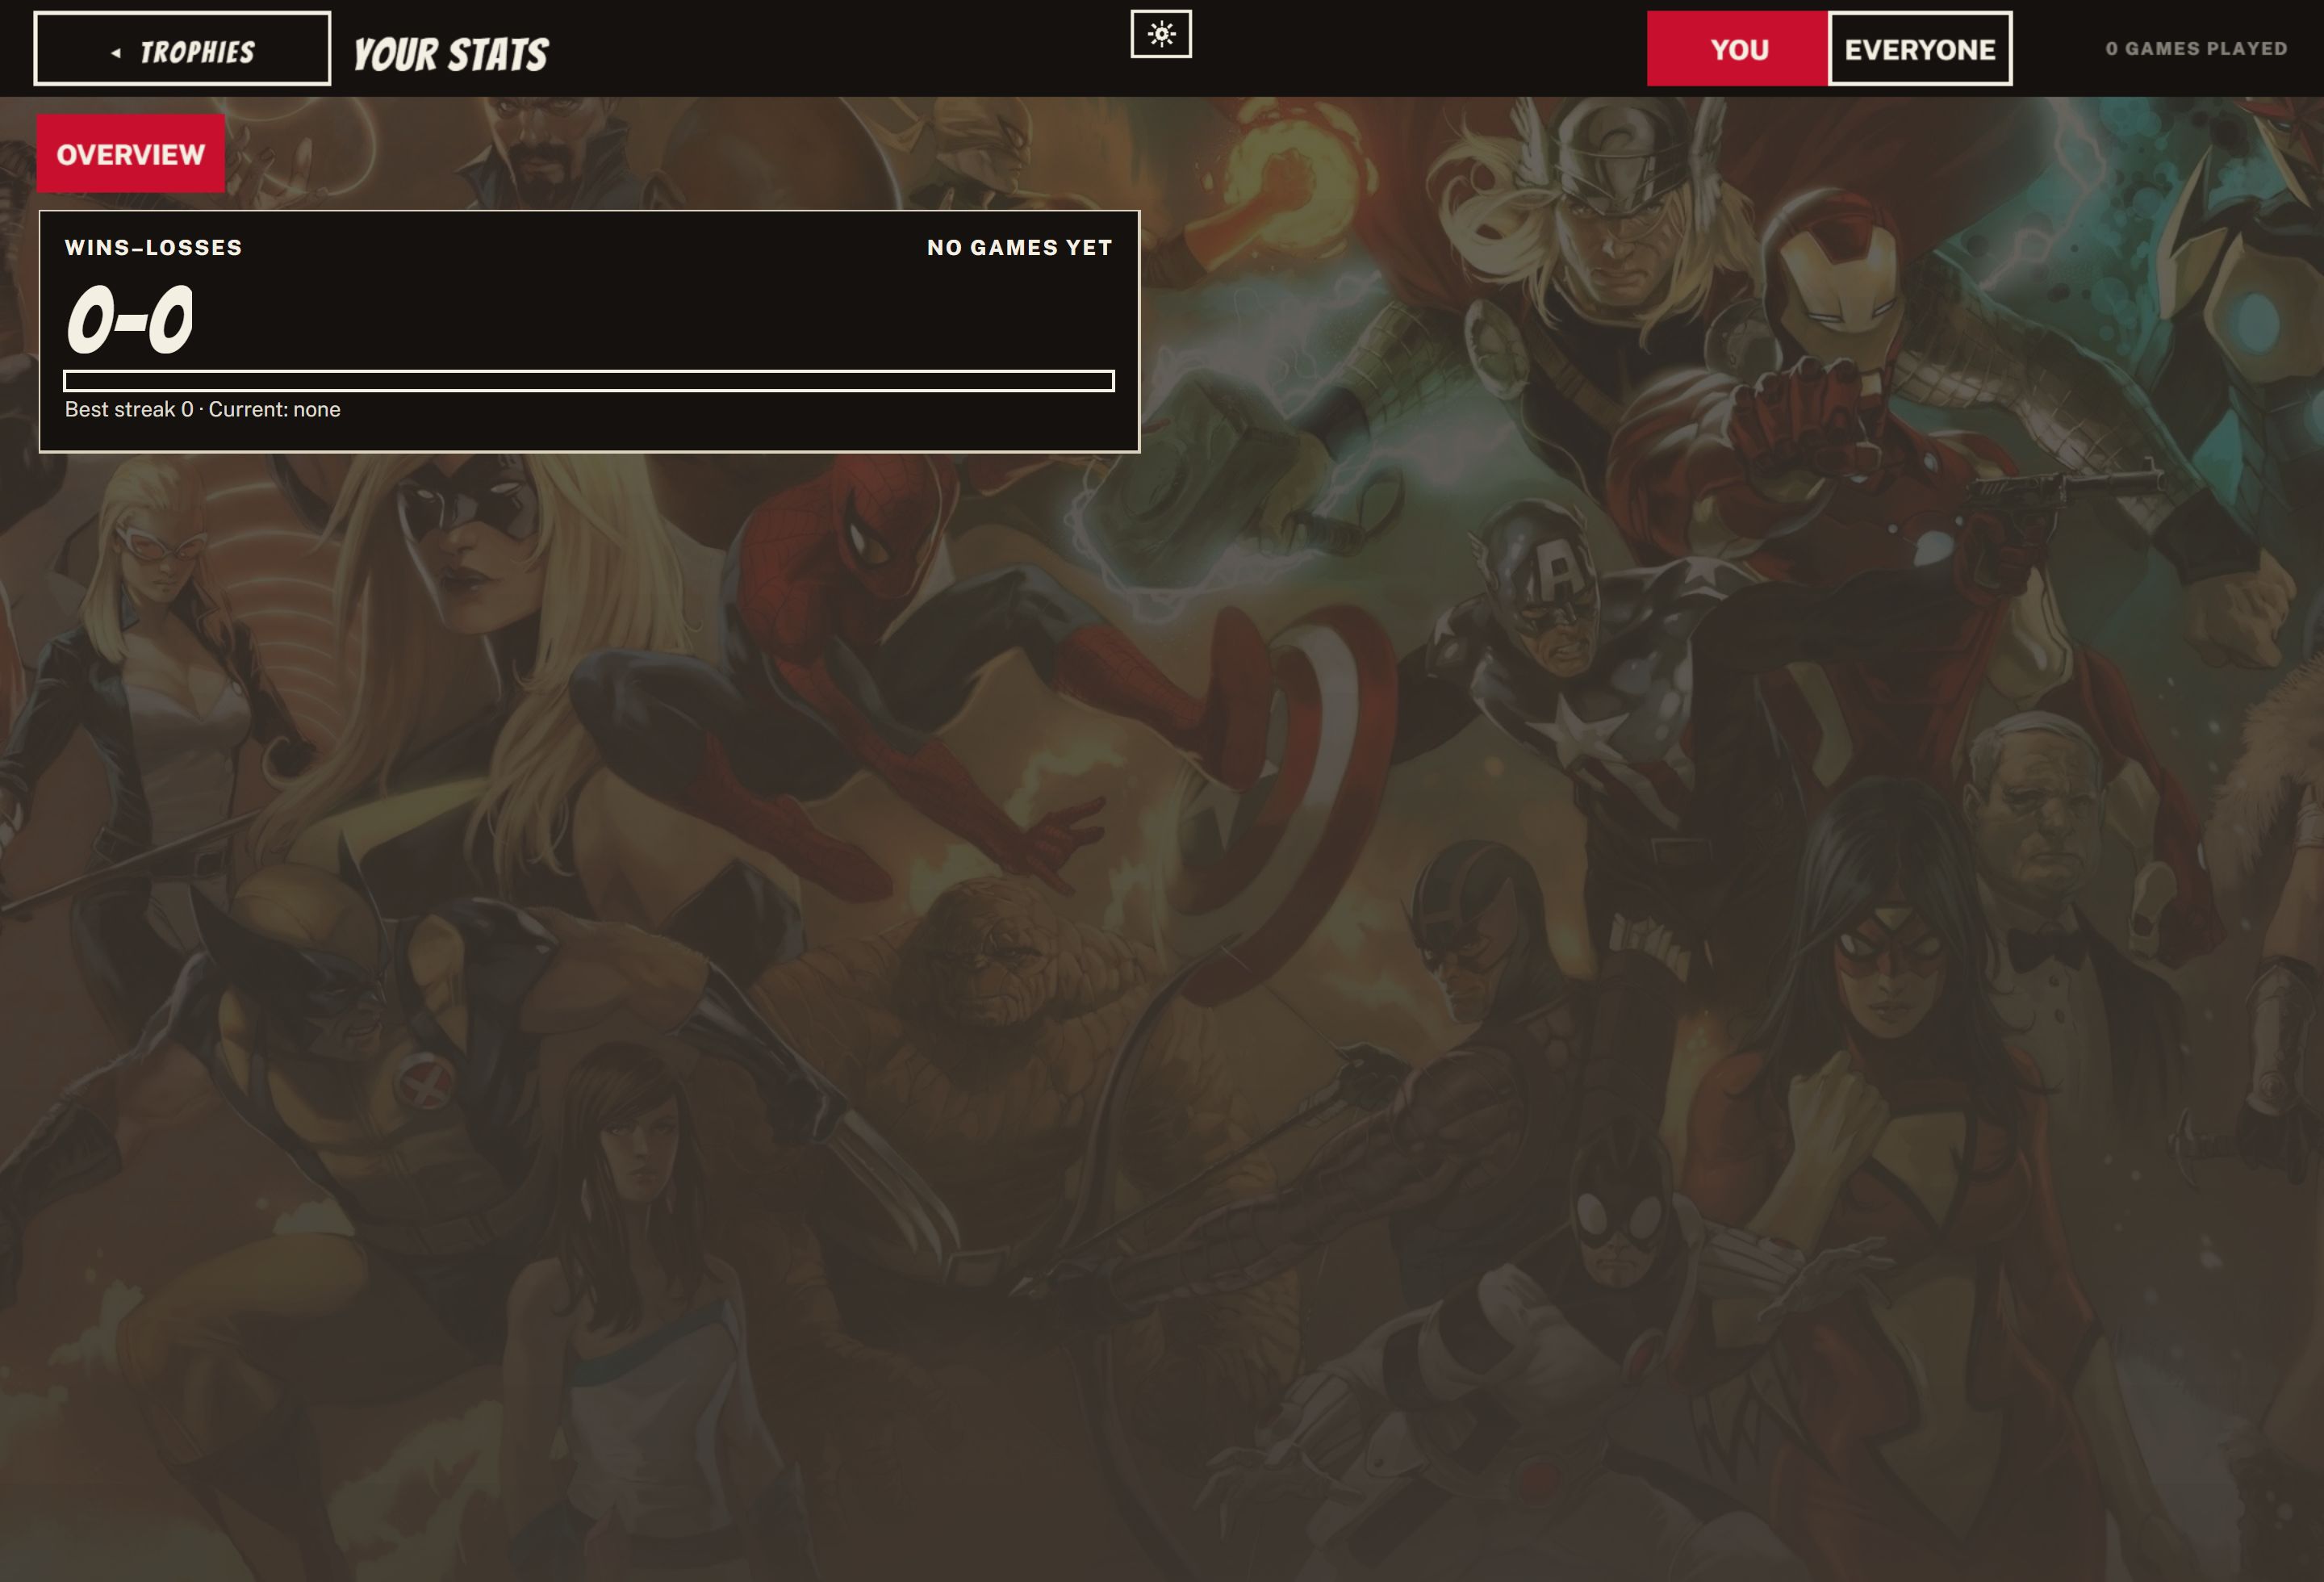 ◂ TROPHIES
YOUR STATS
YOU
EVERYONE
0 GAMES PLAYED
OVERVIEW
WINS–LOSSES
NO GAMES YET
0–0
Best streak 0 · Current: none
A